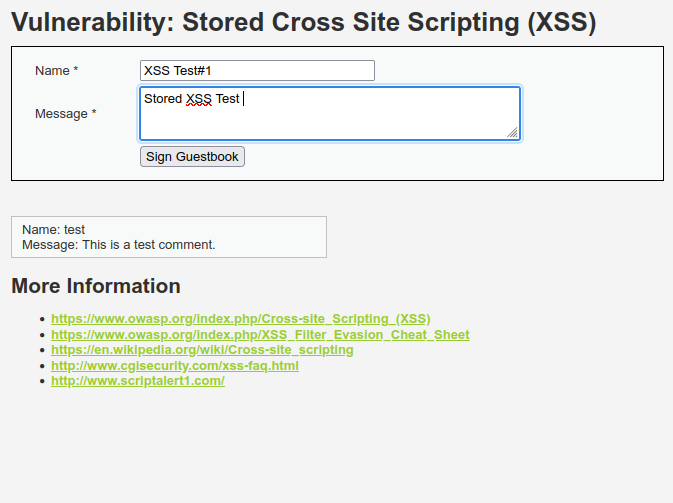 Vulnerability: Stored Cross Site Scripting (XSS)
Name *
XSS Test#1
Message *
Stored XSS Test
Sign Guestbook
Name: test
Message: This is a test comment.
More Information
• https://www.owasp.org/index.php/Cross-site_Scripting_(XSS)
• https://www.owasp.org/index.php/XSS_Filter_Evasion_Cheat_Sheet
• https://en.wikipedia.org/wiki/Cross-site_scripting
• http://www.cgisecurity.com/xss-faq.html
• http://www.scriptalert1.com/